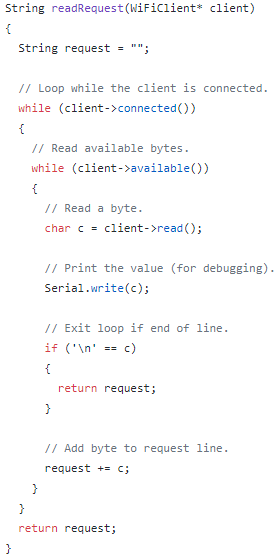 String readRequest(WiFiClient* client)
{
  String request = "";

  // Loop while the client is connected.
  while (client->connected())
  {
    // Read available bytes.
    while (client->available())
    {
      // Read a byte.
      char c = client->read();

      // Print the value (for debugging).
      Serial.write(c);

      // Exit loop if end of line.
      if ('\n' == c)
      {
        return request;
      }

      // Add byte to request line.
      request += c;
    }
  }
  return request;
}